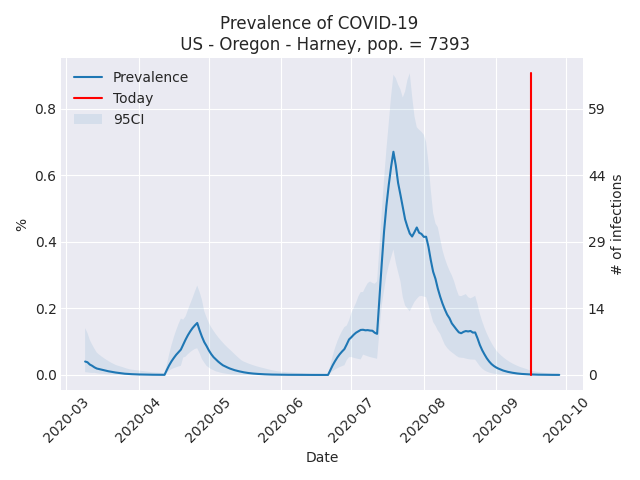 Prevalence of COVID-19
US - Oregon - Harney, pop. = 7393
Prevalence
Today
95CI
%
0.8
0.6
0.4
0.2
0.0
59
44
29
14
0
# of infections
2020-03
2020-04
2020-05
2020-06
2020-07
2020-08
2020-09
2020-10
Date